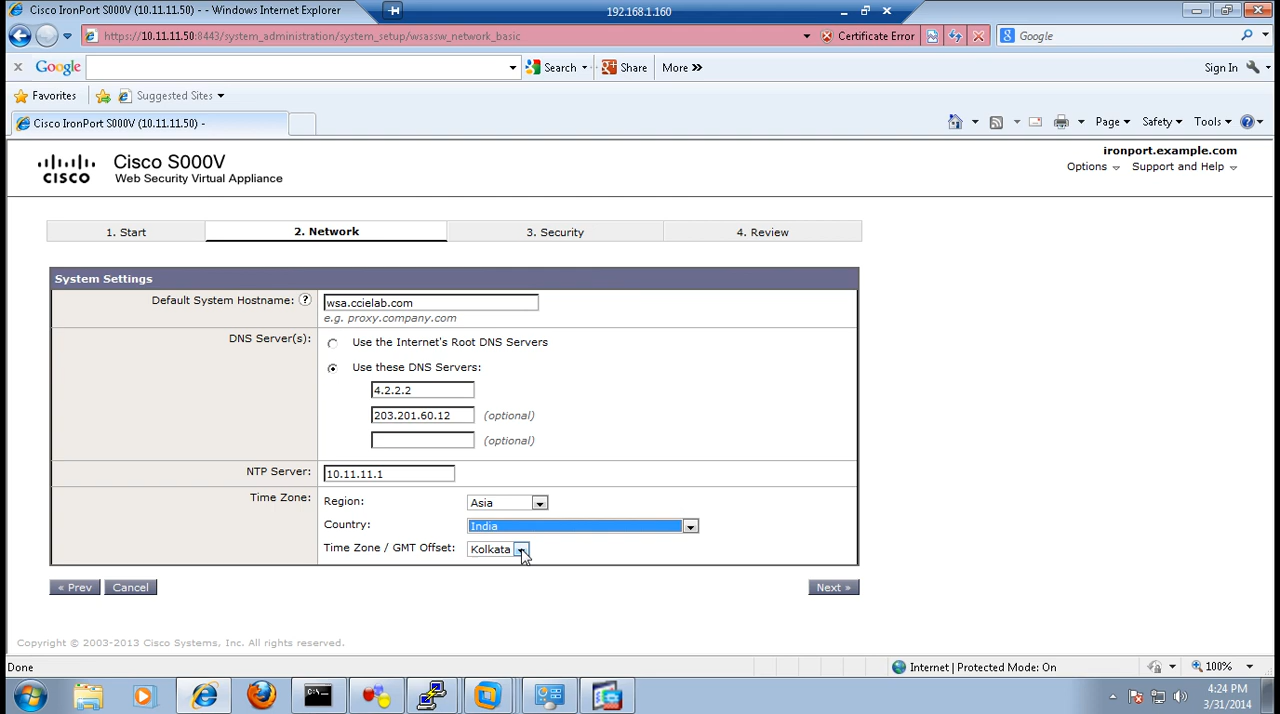 Cisco IronPort S000V (10.11.11.50) - - Windows Internet Explorer
192.168.1.160
https://10.11.11.50:8443/system_administration/system_setup/wsassw_network_basic
Certificate Error
Google
x Google
Search
Share
More »
Sign In
Favorites
Suggested Sites
Cisco IronPort S000V (10.11.11.50) -
Page
Safety
Tools
ironport.example.com
CISCO
Cisco S000V
Web Security Virtual Appliance
Options
Support and Help
1. Start
2. Network
3. Security
4. Review
System Settings
Default System Hostname: ?
wsa.ccielab.com
e.g. proxy.company.com
DNS Server(s):
Use the Internet's Root DNS Servers
Use these DNS Servers:
4.2.2.2
203.201.60.12 (optional)
(optional)
NTP Server: 10.11.11.1
Time Zone:
Region: Asia
Country: India
Time Zone / GMT Offset: Kolkata
« Prev
Cancel
Next »
Copyright © 2003-2013 Cisco Systems, Inc. All rights reserved.
Done
Internet | Protected Mode: On
100%
4:24 PM
3/31/2014